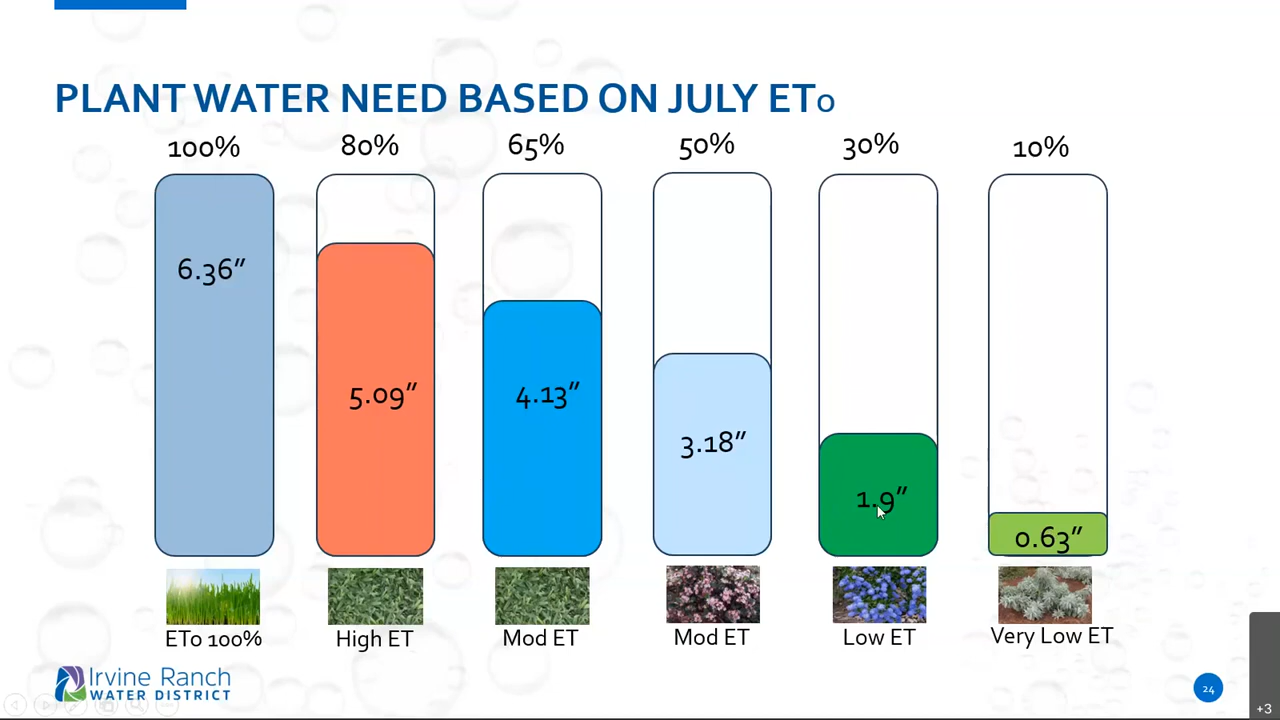 PLANT WATER NEED BASED ON JULY ETo
100% 80% 65% 50% 30% 10%
6.36" 5.09" 4.13" 3.18" 1.9" 0.63"
ETo 100% High ET Mod ET Mod ET Low ET Very Low ET
Irvine Ranch
WATER DISTRICT
24
+3